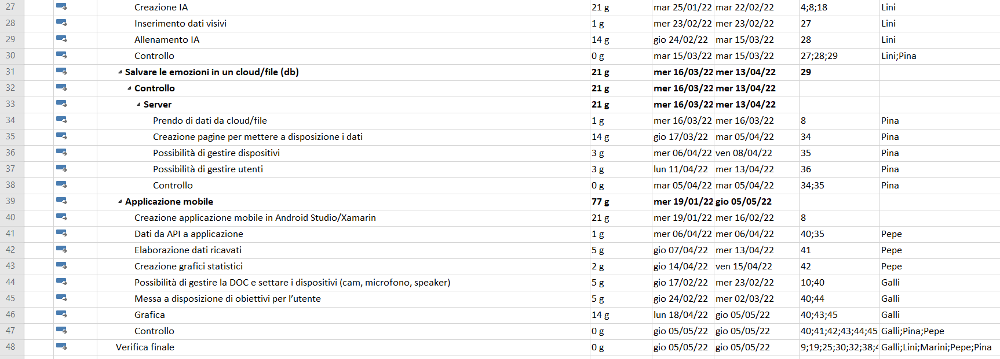 27 Creazione IA 21 g mar 25/01/22 mar 22/02/22 4;8;18 Lini
28 Inserimento dati visivi 1 g mer 23/02/22 mer 23/02/22 27 Lini
29 Allenamento IA 14 g gio 24/02/22 mar 15/03/22 28 Lini
30 Controllo 0 g mar 15/03/22 mar 15/03/22 27;28;29 Lini;Pina
31 Salvare le emozioni in un cloud/file (db) 21 g mer 16/03/22 mer 13/04/22 29
32 Controllo 21 g mer 16/03/22 mer 13/04/22
33 Server 21 g mer 16/03/22 mer 13/04/22
34 Prendo di dati da cloud/file 1 g mer 16/03/22 mer 16/03/22 8 Pina
35 Creazione pagine per mettere a disposizione i dati 14 g gio 17/03/22 mar 05/04/22 34 Pina
36 Possibilità di gestire dispositivi 3 g mer 06/04/22 ven 08/04/22 35 Pina
37 Possibilità di gestire utenti 3 g lun 11/04/22 mer 13/04/22 36 Pina
38 Controllo 0 g mar 05/04/22 mar 05/04/22 34;35 Pina
39 Applicazione mobile 77 g mer 19/01/22 gio 05/05/22
40 Creazione applicazione mobile in Android Studio/Xamarin 21 g mer 19/01/22 mer 16/02/22 8
41 Dati da API a applicazione 1 g mer 06/04/22 mer 06/04/22 40;35 Pepe
42 Elaborazione dati ricavati 5 g gio 07/04/22 mer 13/04/22 41 Pepe
43 Creazione grafici statistici 2 g gio 14/04/22 ven 15/04/22 42 Pepe
44 Possibilità di gestire la DOC e settare i dispositivi (cam, microfono, speaker) 5 g gio 17/02/22 mer 23/02/22 10;40 Galli
45 Messa a disposizione di obiettivi per l’utente 5 g gio 24/02/22 mer 02/03/22 40;44 Galli
46 Grafica 14 g lun 18/04/22 gio 05/05/22 40;43;45 Galli
47 Controllo 0 g gio 05/05/22 gio 05/05/22 40;41;42;43;44;45 Galli;Pina;Pepe
48 Verifica finale 0 g gio 05/05/22 gio 05/05/22 9;19;25;30;32;38;4 Galli;Lini;Marini;Pepe;Pina